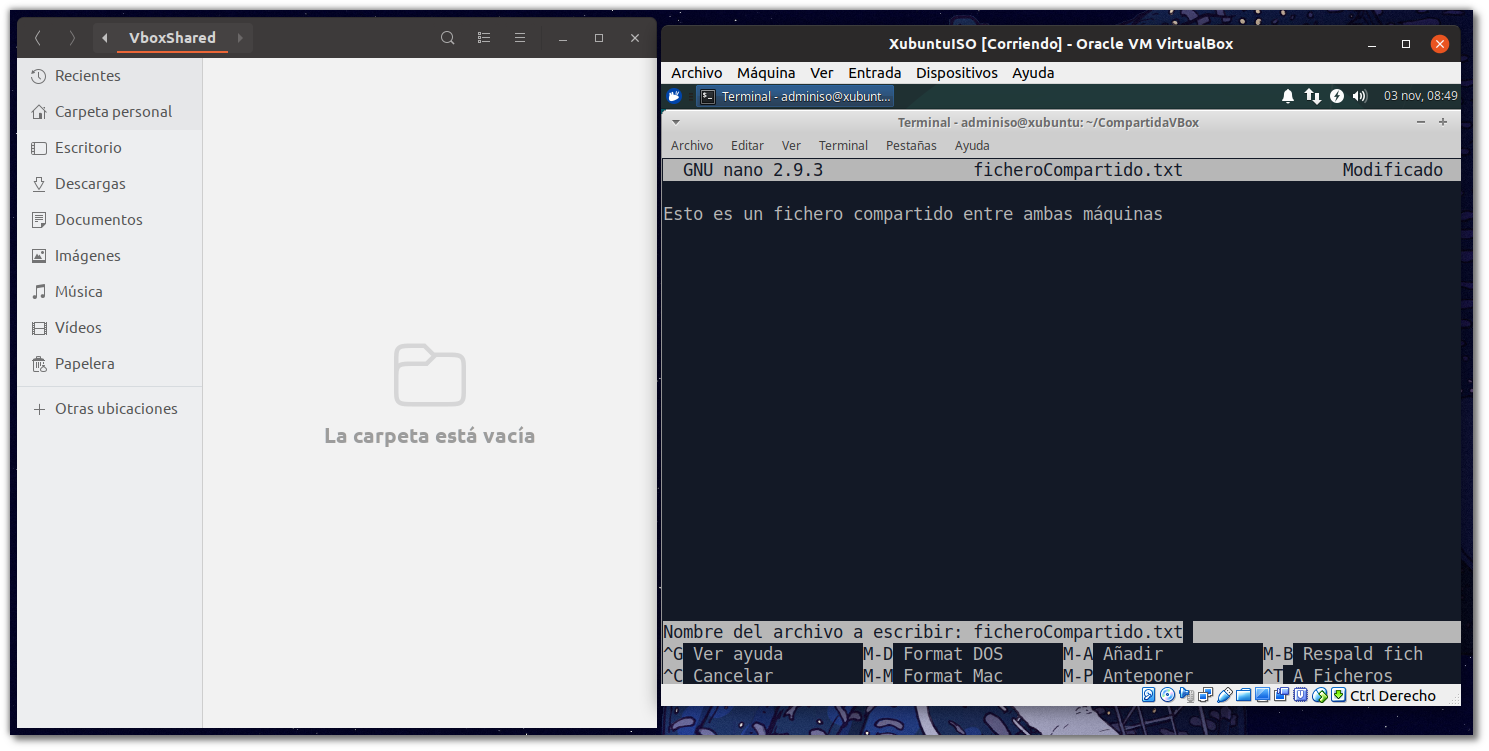 VboxShared
Recientes
Carpeta personal
Escritorio
Descargas
Documentos
Imágenes
Música
Vídeos
Papelera
Otras ubicaciones
La carpeta está vacía
XubuntuISO [Corriendo] - Oracle VM VirtualBox
Archivo Máquina Ver Entrada Dispositivos Ayuda
Terminal - adminiso@xubunt... 03 nov, 08:49
Terminal - adminiso@xubuntu: ~/CompartidaVBox
Archivo Editar Ver Terminal Pestañas Ayuda
GNU nano 2.9.3 ficheroCompartido.txt Modificado
Esto es un fichero compartido entre ambas máquinas
Nombre del archivo a escribir: ficheroCompartido.txt
^G Ver ayuda M-D Format DOS M-A Añadir M-B Respald fich
^C Cancelar M-M Format Mac M-P Anteponer ^T A Ficheros
Ctrl Derecho